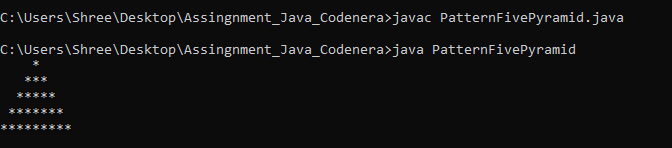 C:\Users\Shree\Desktop\Assingnment_Java_Codenera>javac PatternFivePyramid.java
C:\Users\Shree\Desktop\Assingnment_Java_Codenera>java PatternFivePyramid
    *
   ***
  *****
 *******
*********